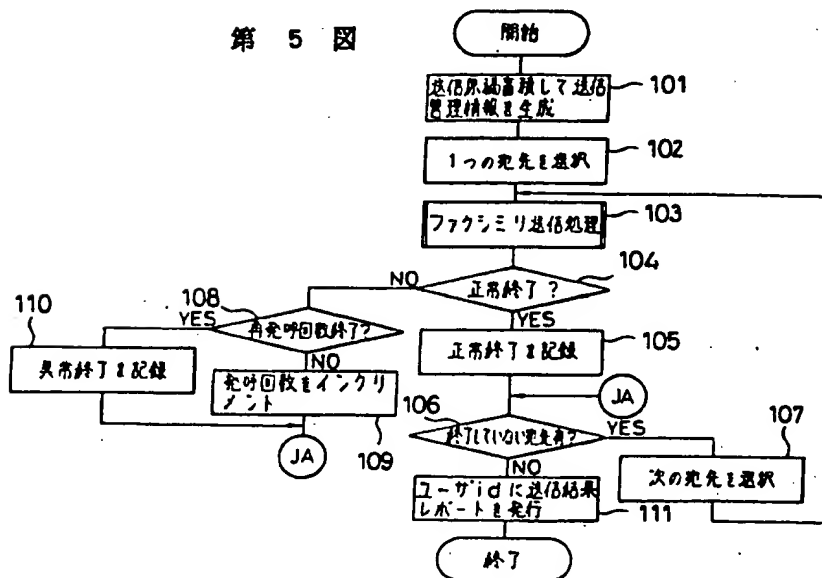 第 5 図
開始
送信原稿蓄積して送信
管理情報を生成
101
1つの宛先を選択
102
ファクシミリ送信処理
103
正常終了?
104
NO
YES
正常終了を記録
105
108
再発呼回数終了?
YES
NO
110
異常終了を記録
発呼回数をインクリ
メント
109
JA
JA
106
終了していない宛先有?
YES
NO
107
次の宛先を選択
ユーザidに送信結果
レポートを発行
111
終了